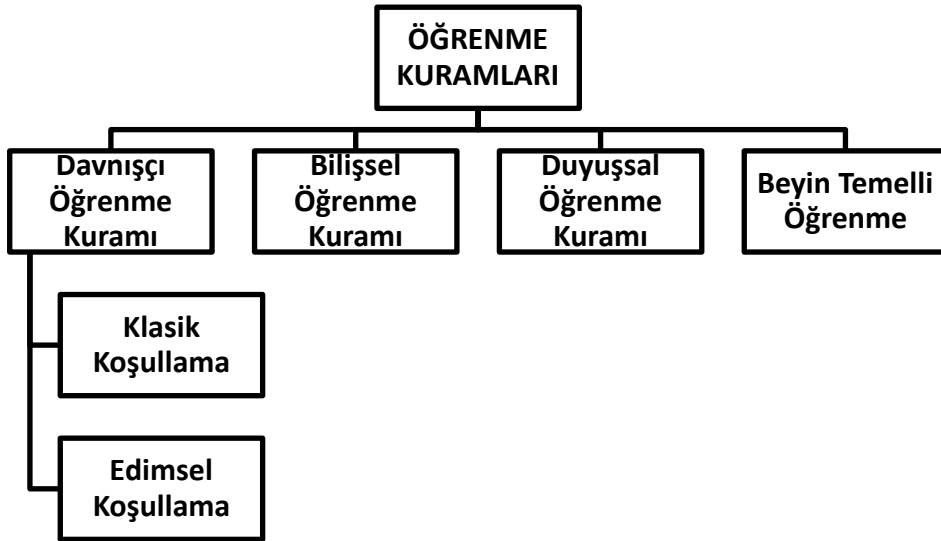 ÖĞRENME
KURAMLARI
Davnışçı
Öğrenme
Kuramı
Bilişsel
Öğrenme
Kuramı
Duyuşsal
Öğrenme
Kuramı
Beyin Temelli
Öğrenme
Klasik
Koşullama
Edimsel
Koşullama